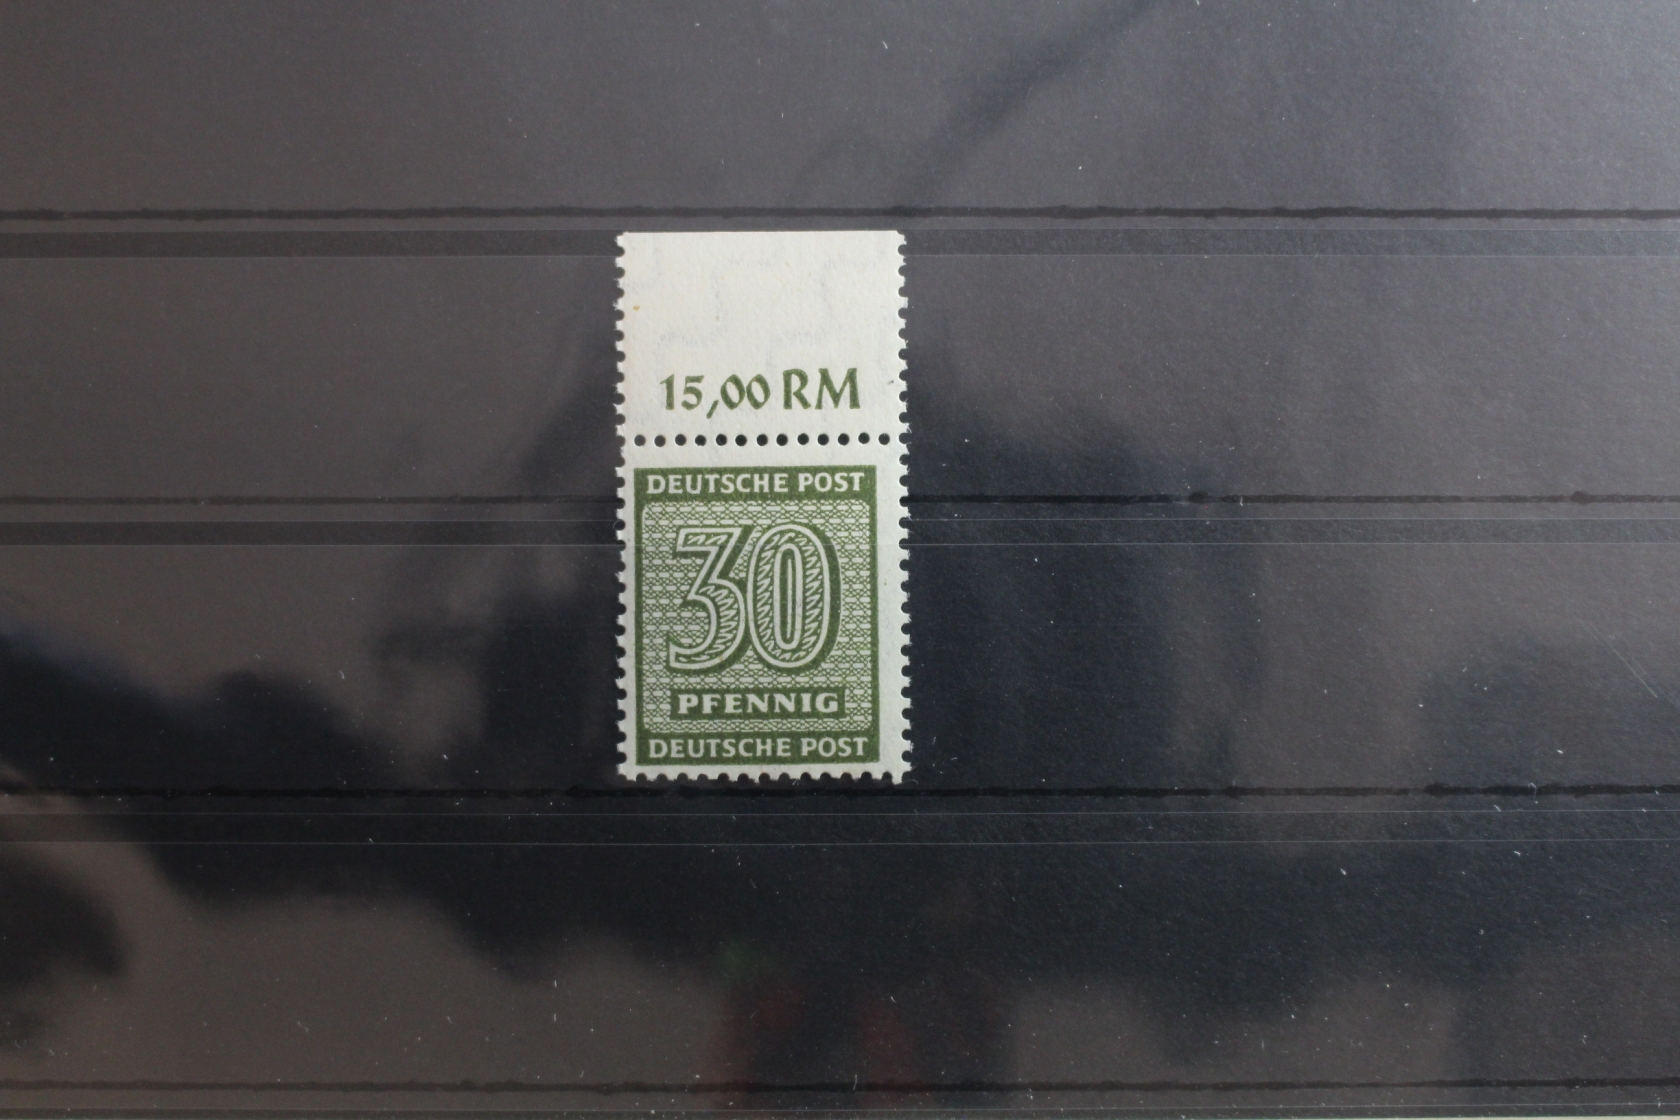 15,00 RM
DEUTSCHE POST
30
PFENNIG
DEUTSCHE POST